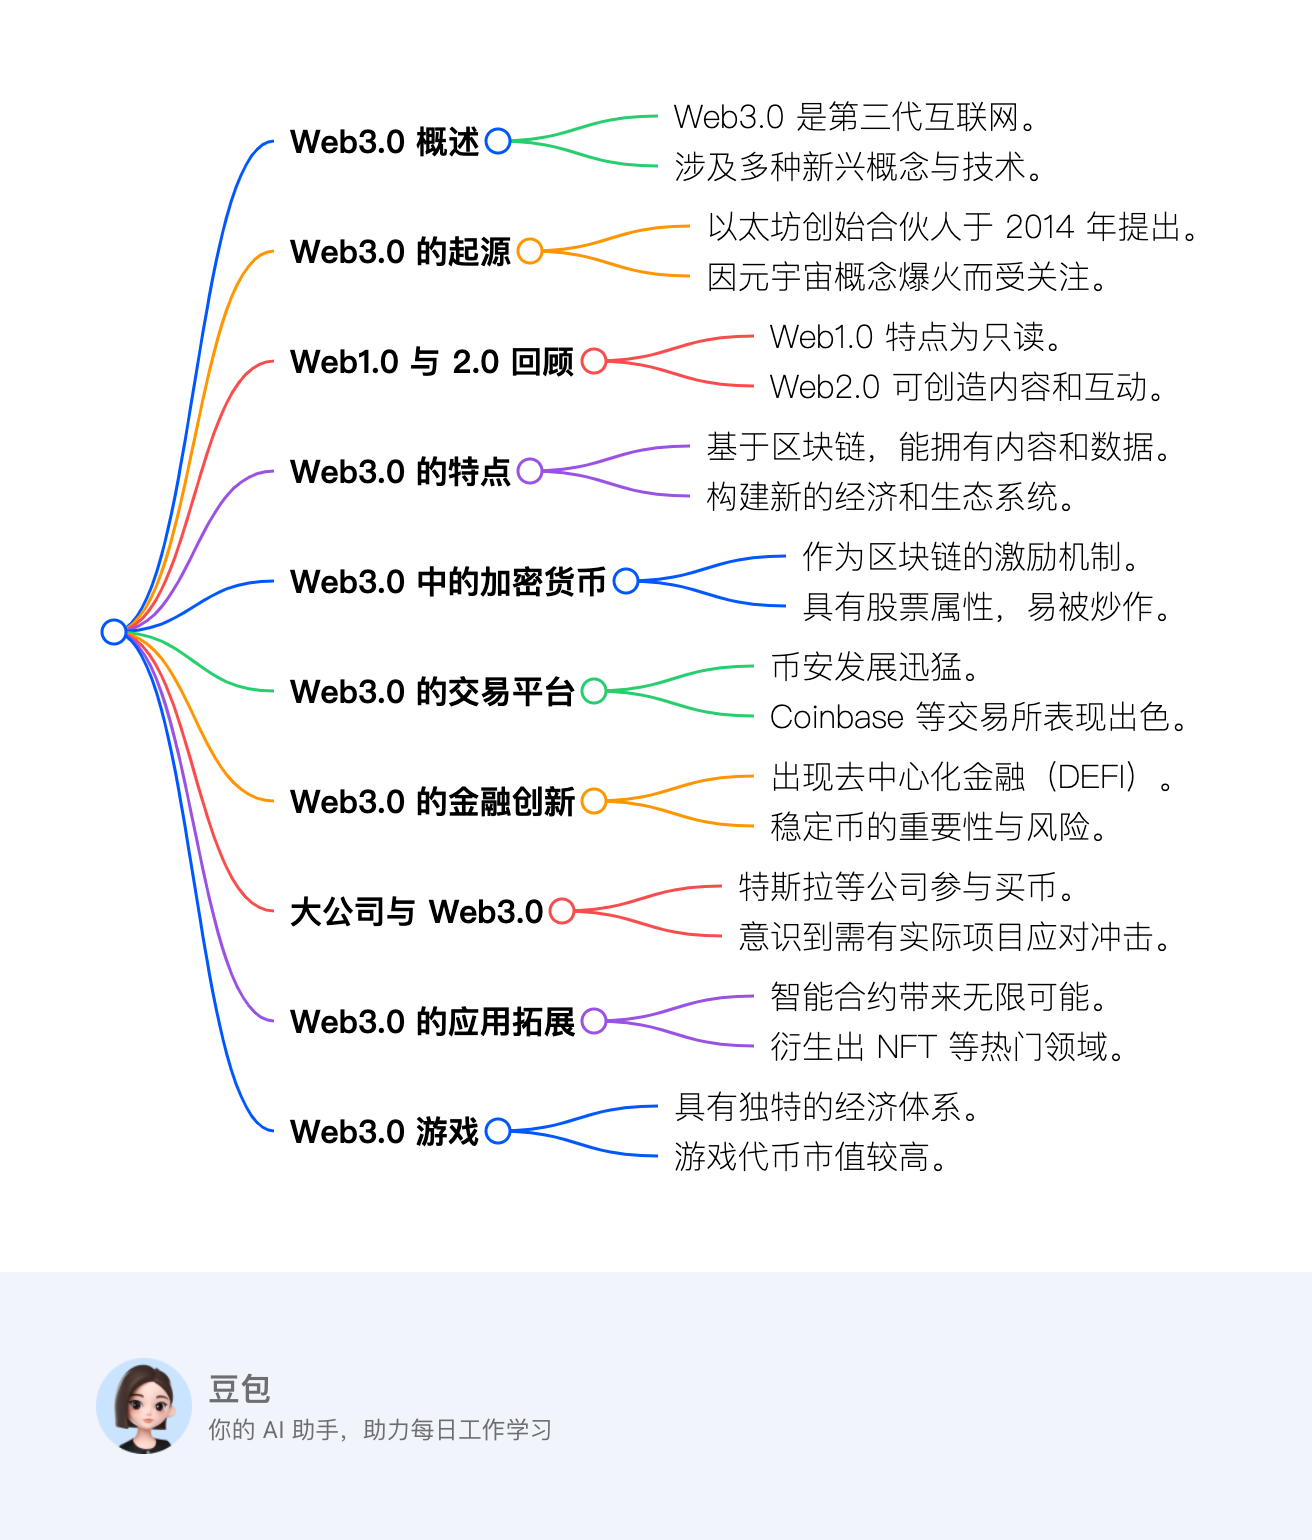 Web3.0 概述
Web3.0 是第三代互联网。
涉及多种新兴概念与技术。
Web3.0 的起源
以太坊创始合伙人于 2014 年提出。
因元宇宙概念爆火而受关注。
Web1.0 与 2.0 回顾
Web1.0 特点为只读。
Web2.0 可创造内容和互动。
Web3.0 的特点
基于区块链，能拥有内容和数据。
构建新的经济和生态系统。
Web3.0 中的加密货币
作为区块链的激励机制。
具有股票属性，易被炒作。
Web3.0 的交易平台
币安发展迅猛。
Coinbase 等交易所表现出色。
Web3.0 的金融创新
出现去中心化金融（DEFI）。
稳定币的重要性与风险。
大公司与 Web3.0
特斯拉等公司参与买币。
意识到需有实际项目应对冲击。
Web3.0 的应用拓展
智能合约带来无限可能。
衍生出 NFT 等热门领域。
Web3.0 游戏
具有独特的经济体系。
游戏代币市值较高。
豆包
你的 AI 助手，助力每日工作学习